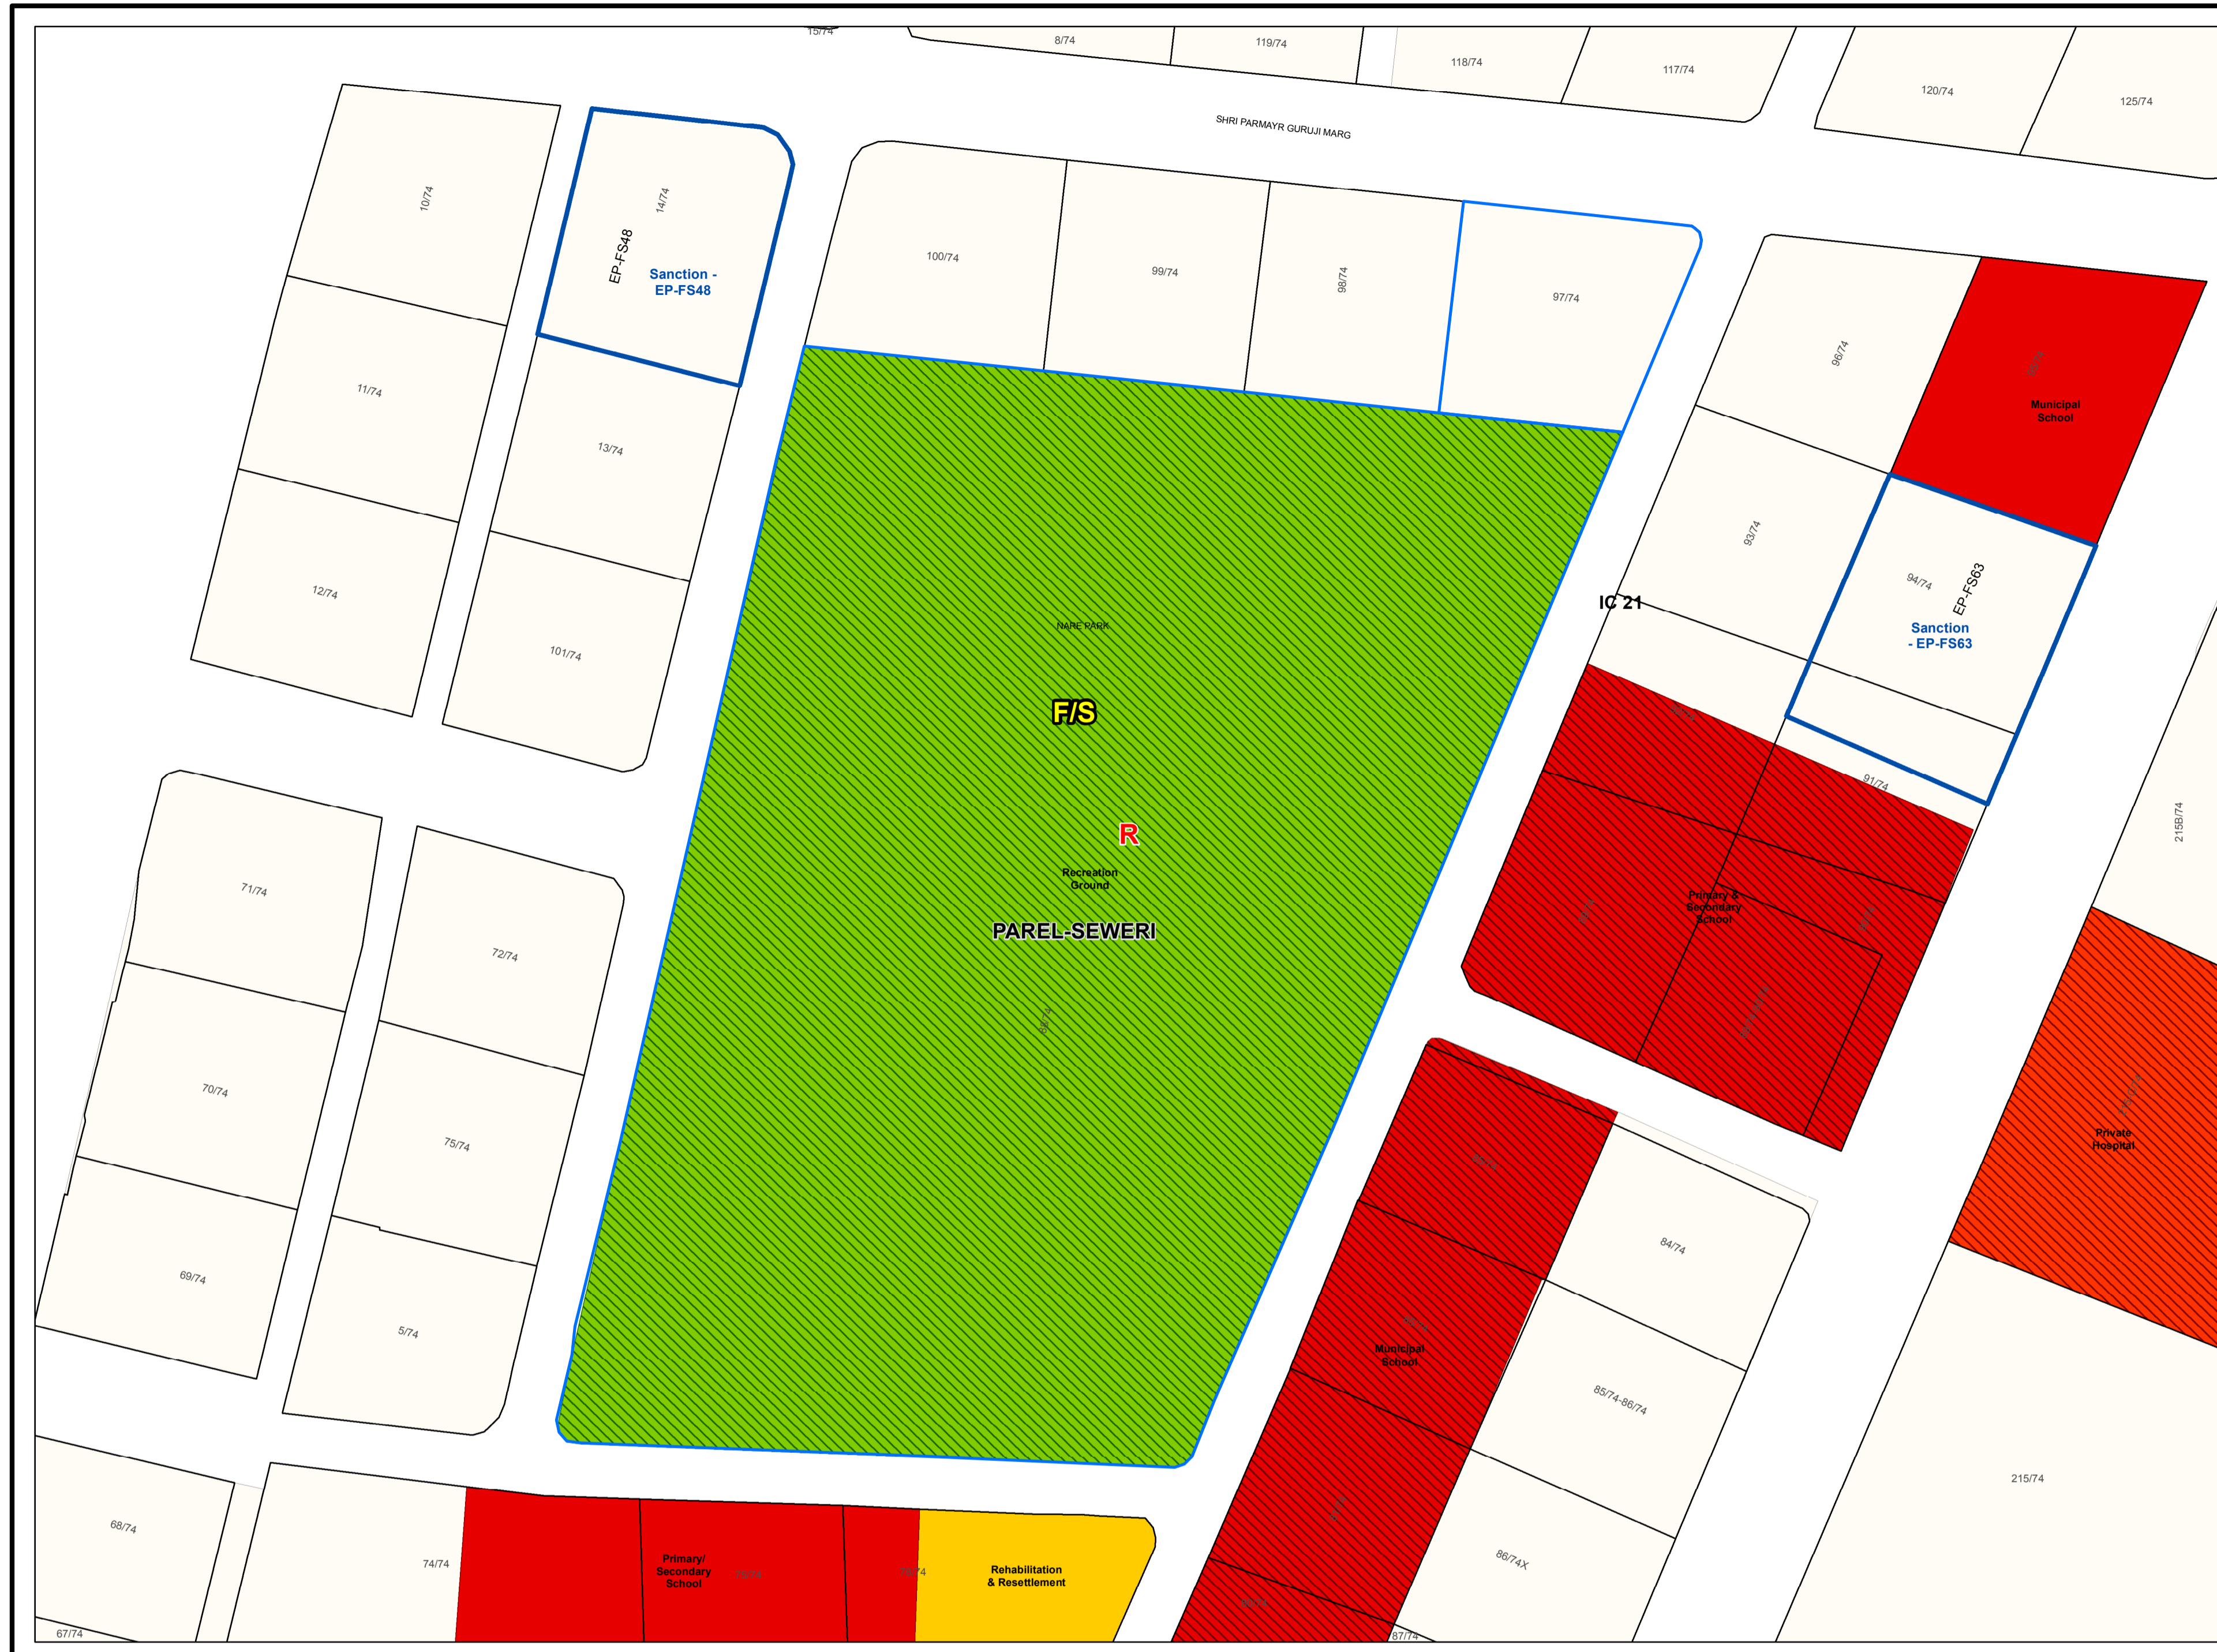 15/74
8/74
119/74
118/74
117/74
120/74
125/74
SHRI PARMAYR GURUJI MARG
10/74
14/74
EP-FS48
Sanction -
EP-FS48
100/74
99/74
98/74
97/74
96/74
Municipal
School
11/74
13/74
93/74
94/74
EP-FS63
Sanction
- EP-FS63
IC 21
12/74
101/74
NARE PARK
F/S
R
Recreation
Ground
PAREL-SEWERI
88/74
91/74
215B/74
Primary &
Secondary
School
71/74
72/74
70/74
75/74
Private
Hospital
69/74
5/74
84/74
Municipal
School
85/74-86/74
215/74
68/74
74/74
Primary/
Secondary
School
Rehabilitation
& Resettlement
86/74X
67/74
87/74